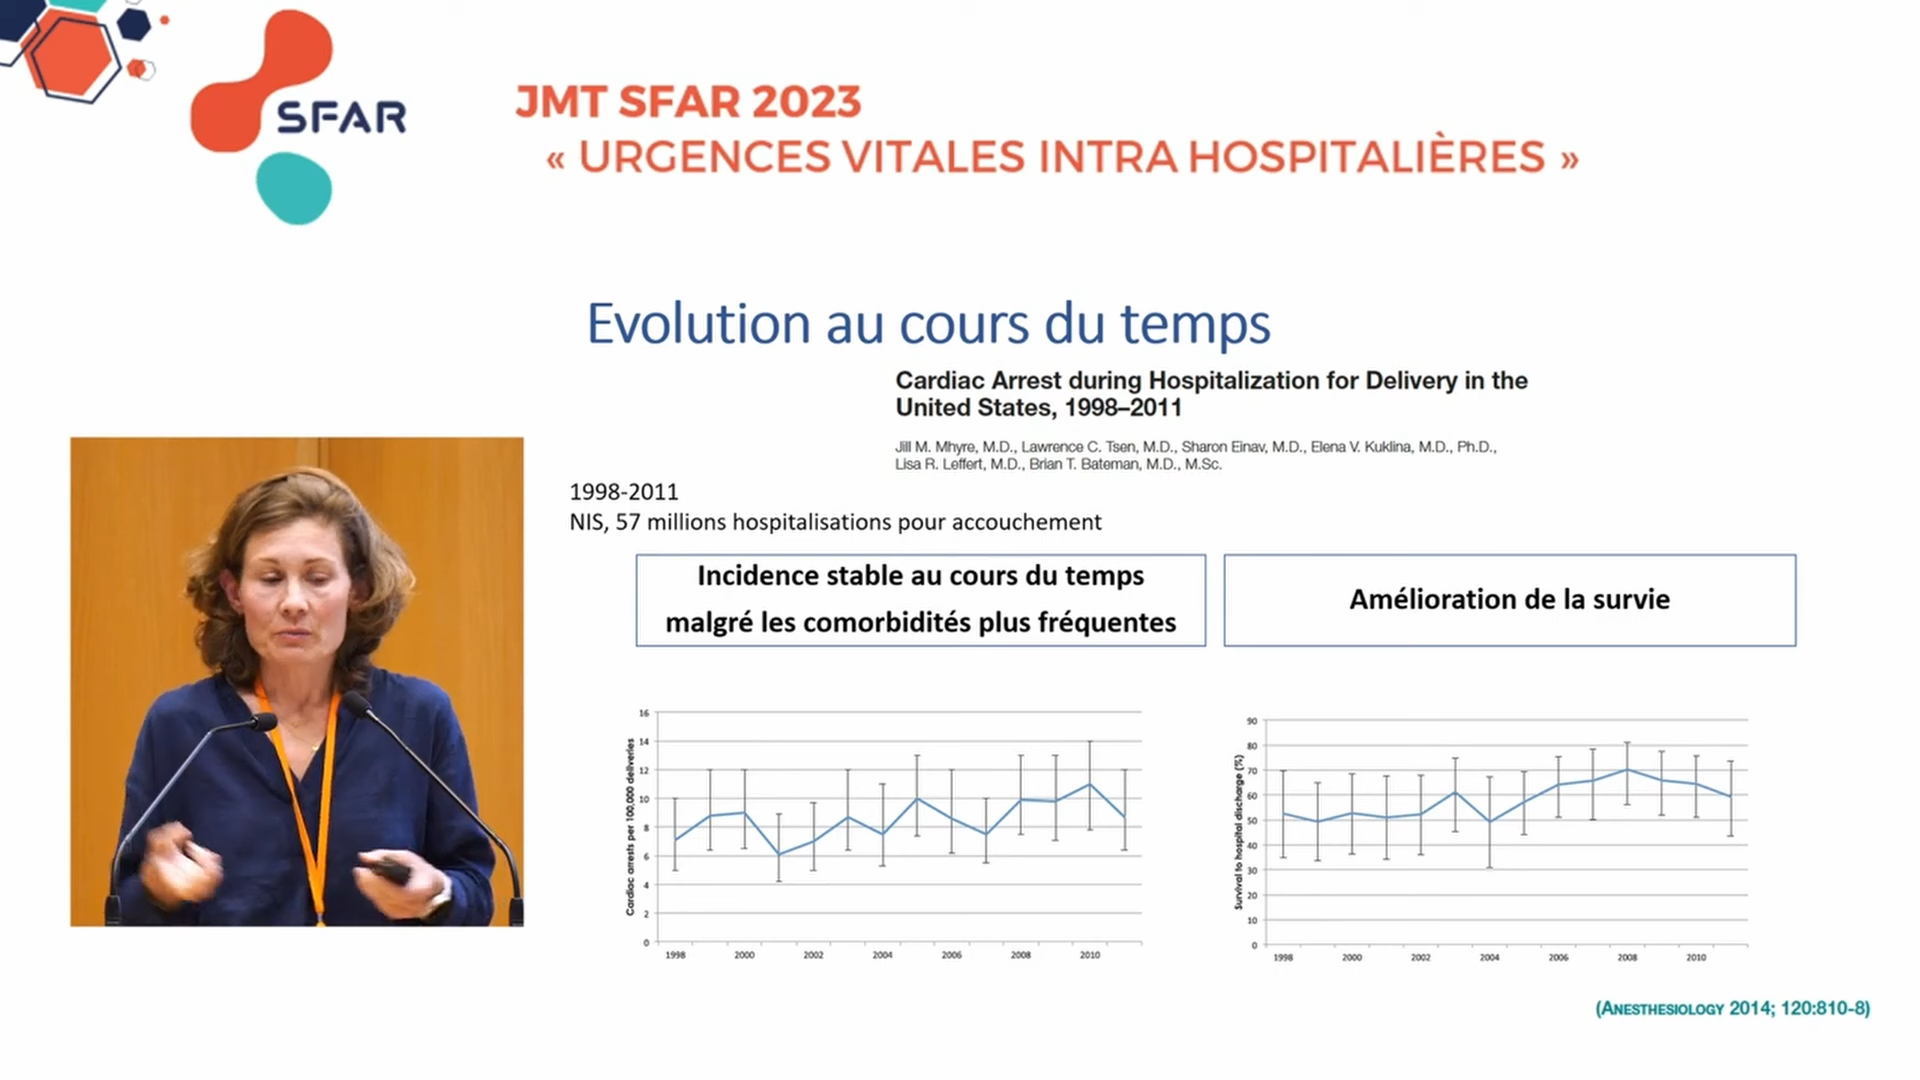 SFAR
JMT SFAR 2023
« URGENCES VITALES INTRA HOSPITALIÈRES »
Evolution au cours du temps
Cardiac Arrest during Hospitalization for Delivery in the
United States, 1998–2011
Jill M. Mhyre, M.D., Lawrence C. Tsen, M.D., Sharon Einav, M.D., Elena V. Kuklina, M.D., Ph.D.,
Lisa R. Leffert, M.D., Brian T. Bateman, M.D., M.Sc.
1998-2011
NIS, 57 millions hospitalisations pour accouchement
Incidence stable au cours du temps
malgré les comorbidités plus fréquentes
Amélioration de la survie
Cardiac arrests per 100,000 deliveries
16
14
12
10
8
6
4
2
0
1998 2000 2002 2004 2006 2008 2010
Survival to hospital discharge (%)
90
80
70
60
50
40
30
20
10
0
1998 2000 2002 2004 2006 2008 2010
(ANESTHESIOLOGY 2014; 120:810-8)